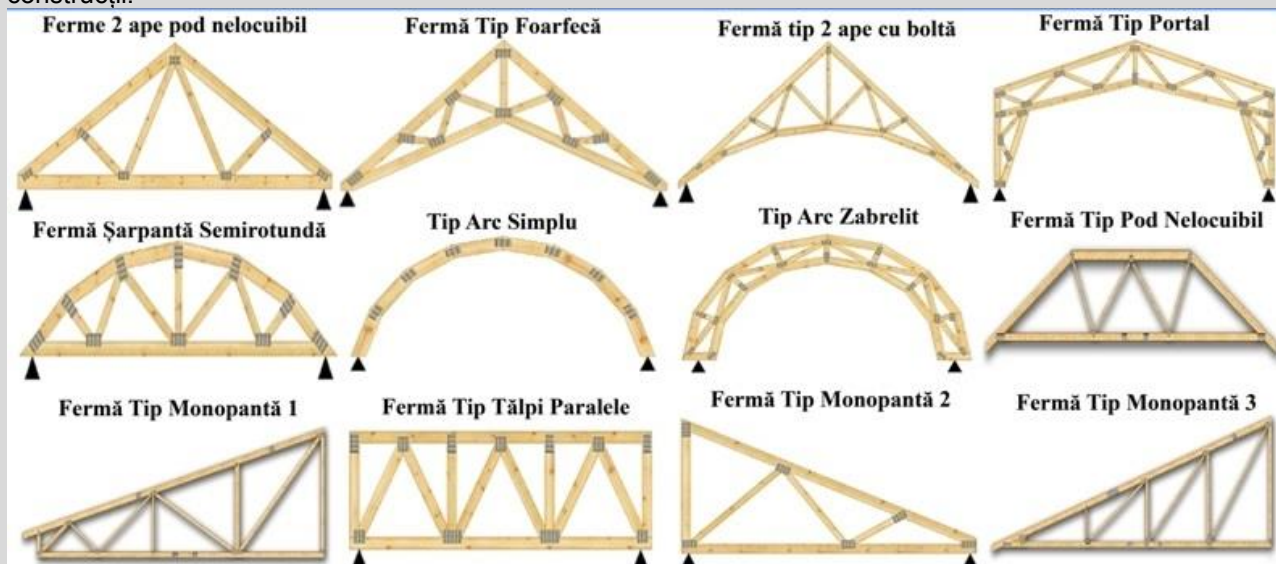 construcții.
Ferme 2 ape pod nelocuibil
Fermă Tip Foarfecă
Fermă tip 2 ape cu boltă
Fermă Tip Portal
Fermă Șarpantă Semirotundă
Tip Arc Simplu
Tip Arc Zabrelit
Fermă Tip Pod Nelocuibil
Fermă Tip Monopantă 1
Fermă Tip Tălpi Paralele
Fermă Tip Monopantă 2
Fermă Tip Monopantă 3